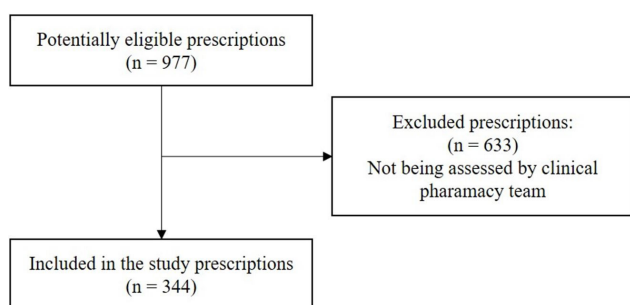 Potentially eligible prescriptions
(n = 977)
Excluded prescriptions:
(n = 633)
Not being assessed by clinical
pharamacy team
Included in the study prescriptions
(n = 344)